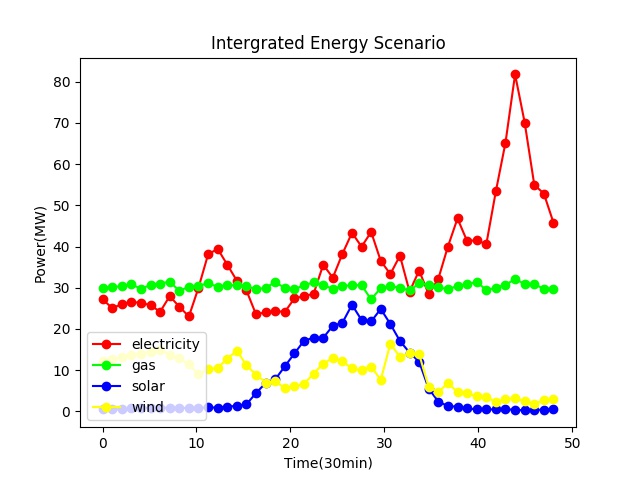 Intergrated Energy Scenario
Power(MW)
80
70
60
50
40
30
20
10
0
electricity
gas
solar
wind
0 10 20 30 40 50
Time(30min)